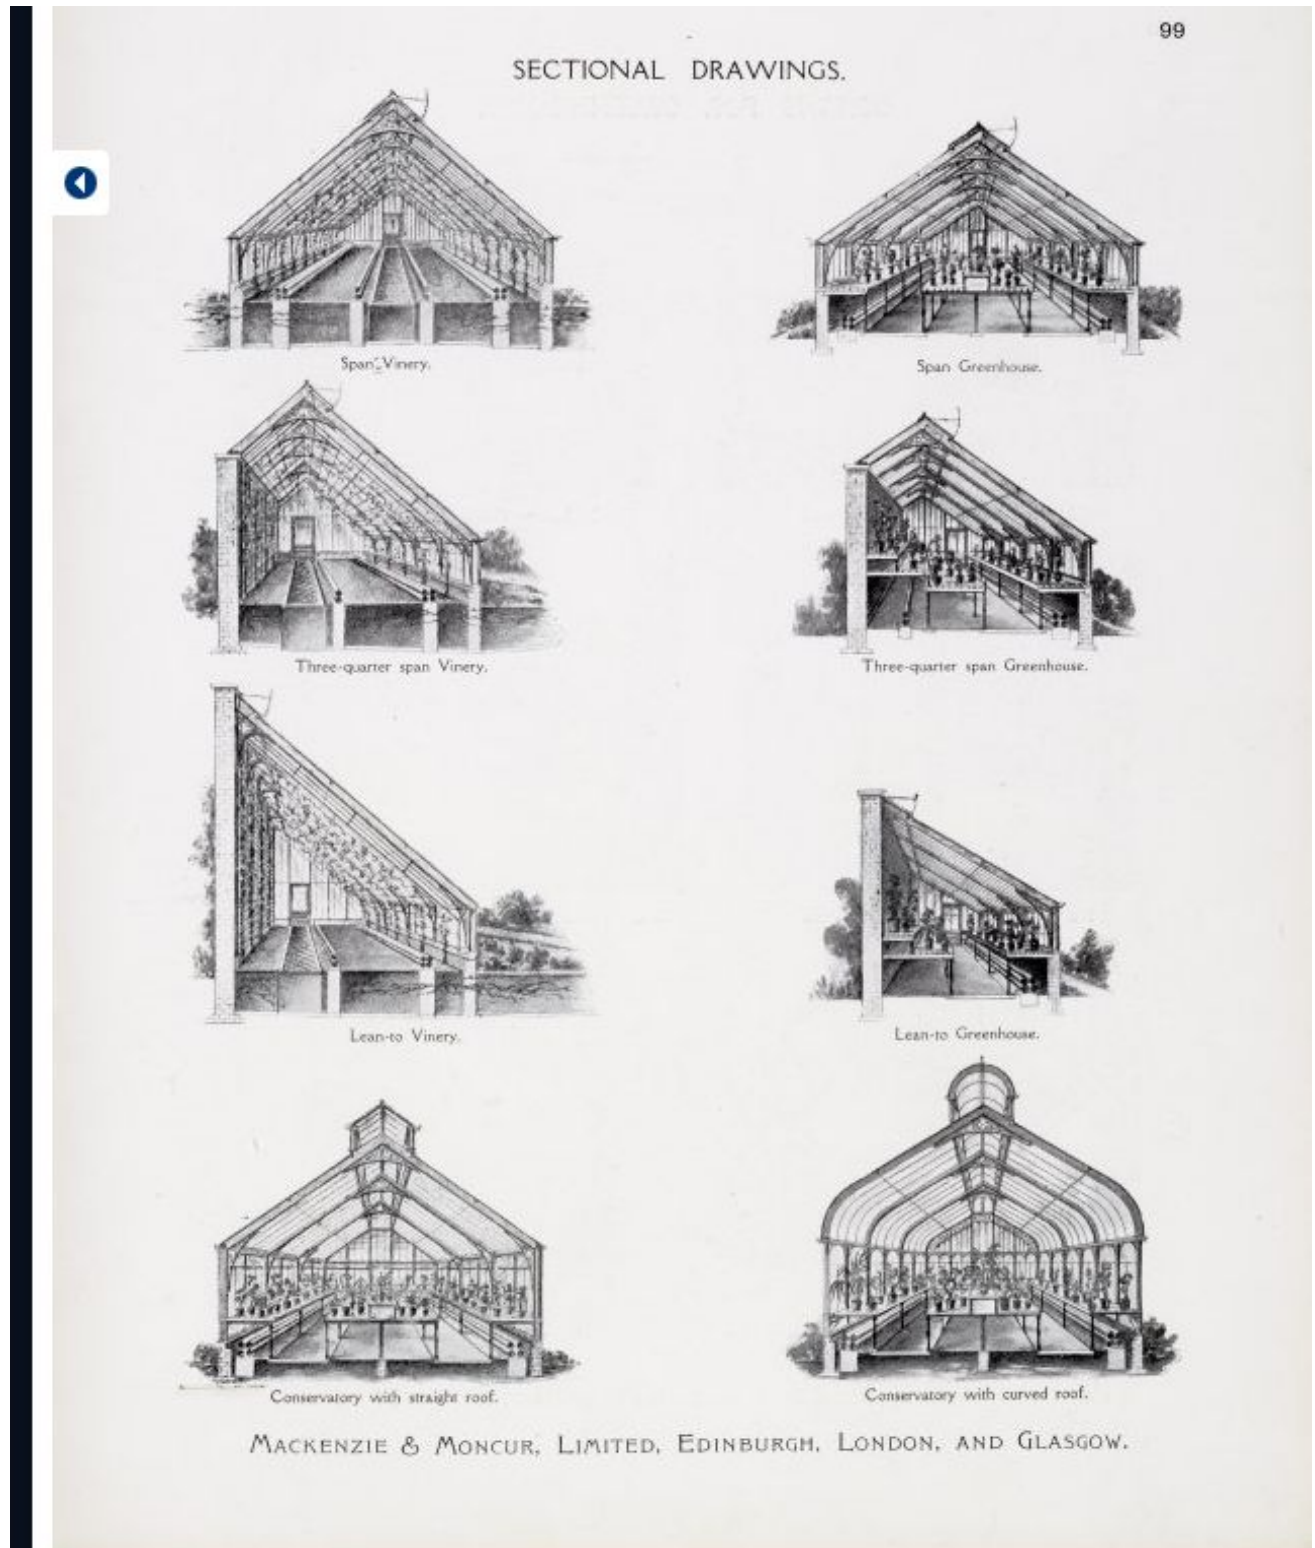 99
SECTIONAL DRAWINGS.
Span Vinery.
Span Greenhouse.
Three-quarter span Vinery.
Three-quarter span Greenhouse.
Lean-to Vinery.
Lean-to Greenhouse.
Conservatory with straight roof.
Conservatory with curved roof.
MACKENZIE & MONCUR, LIMITED, EDINBURGH, LONDON, AND GLASGOW.